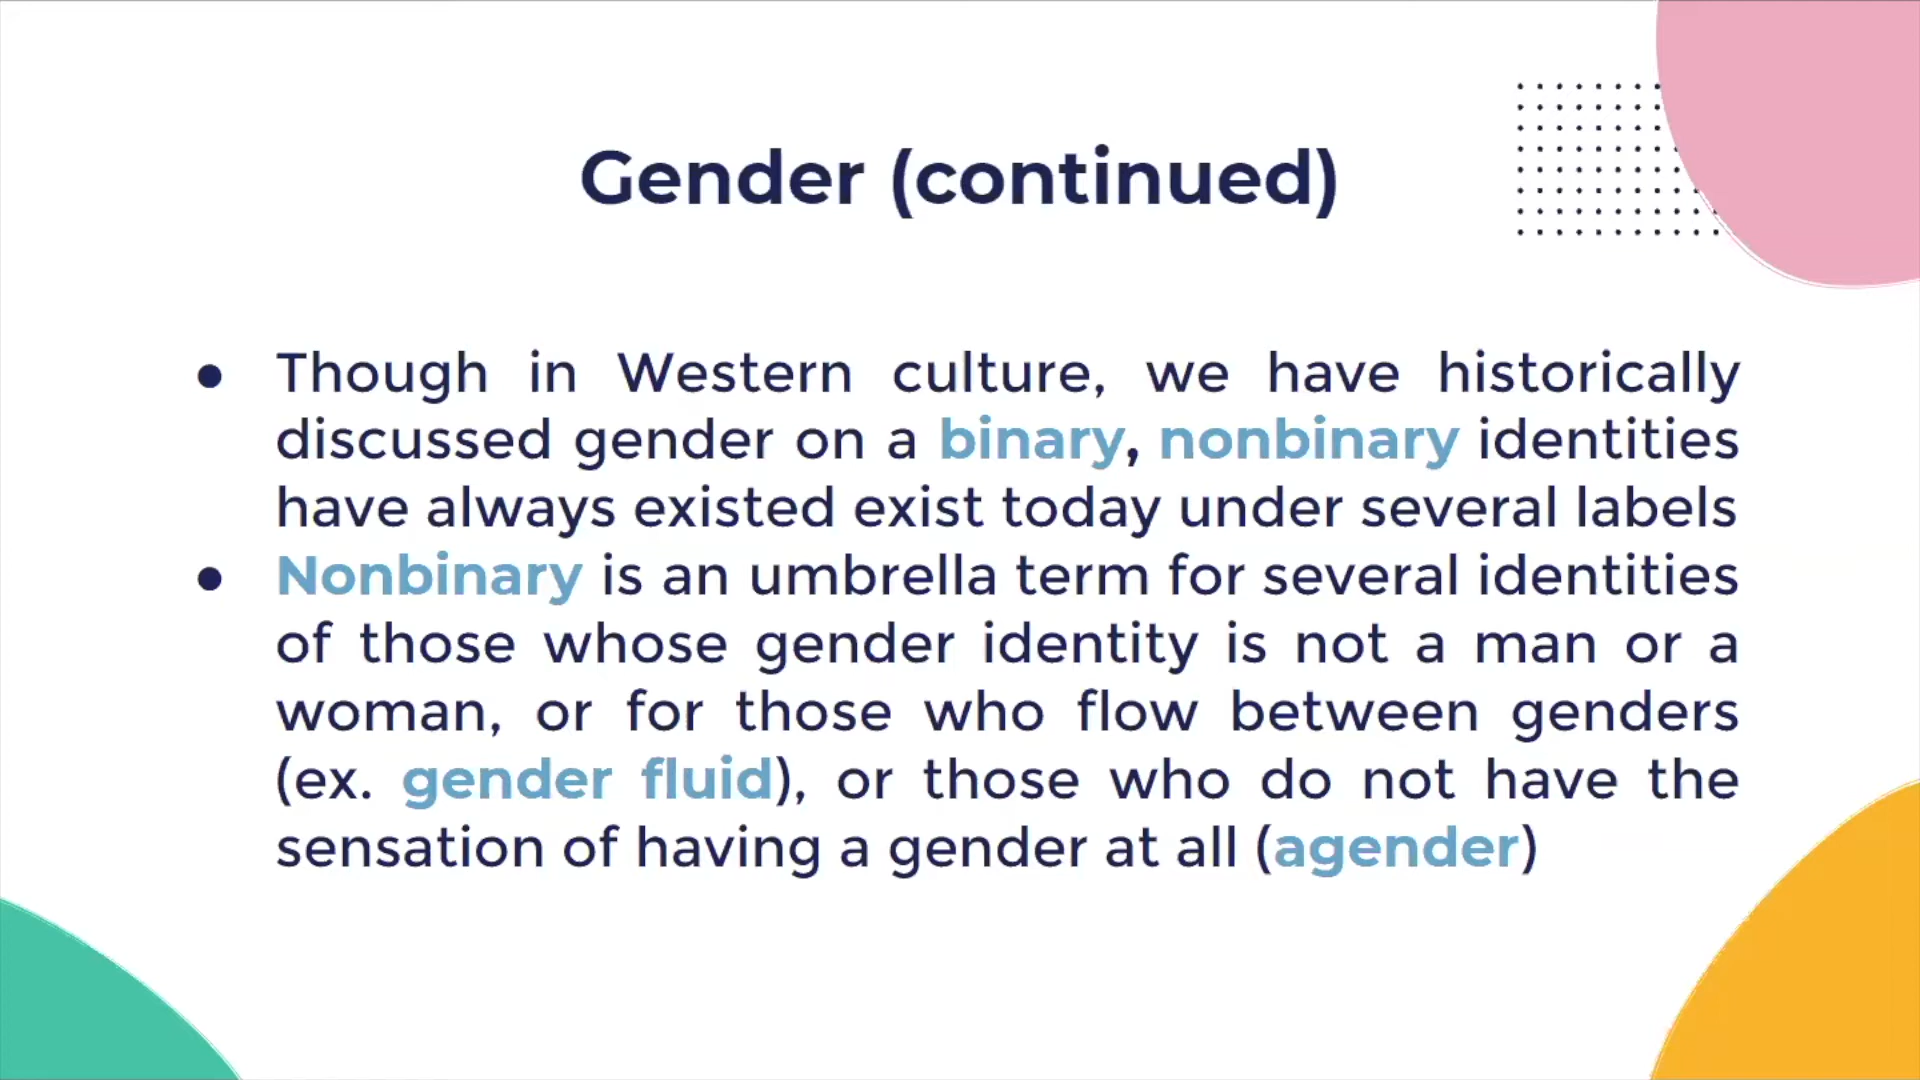 Gender (continued)
● Though in Western culture, we have historically
discussed gender on a binary, nonbinary identities
have always existed exist today under several labels
● Nonbinary is an umbrella term for several identities
of those whose gender identity is not a man or a
woman, or for those who flow between genders
(ex. gender fluid), or those who do not have the
sensation of having a gender at all (agender)